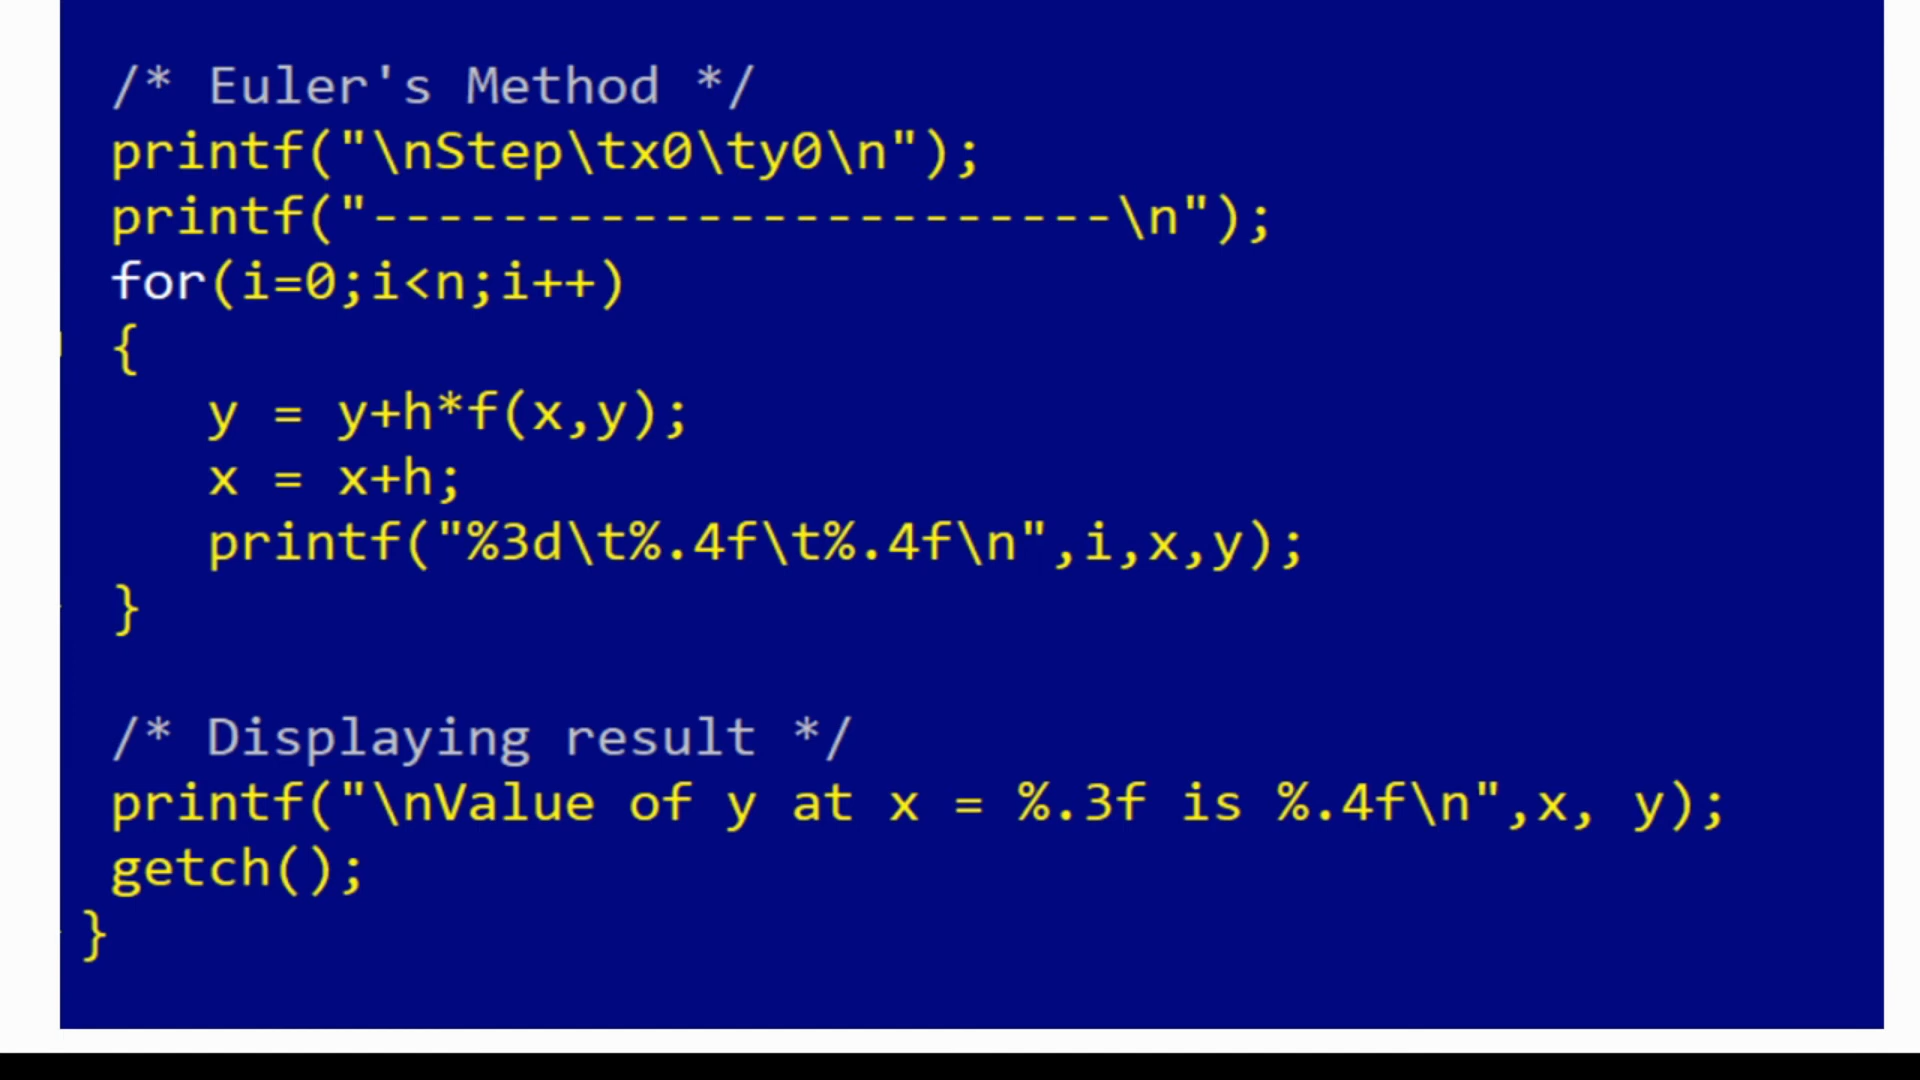 /* Euler's Method */
printf("\nStep\tx0\ty0\n");
printf("-----------------------\n");
for(i=0;i<n;i++)
{
y = y+h*f(x,y);
x = x+h;
printf("%3d\t%.4f\t%.4f\n",i,x,y);
}
/* Displaying result */
printf("\nValue of y at x = %.3f is %.4f\n",x, y);
getch();
}